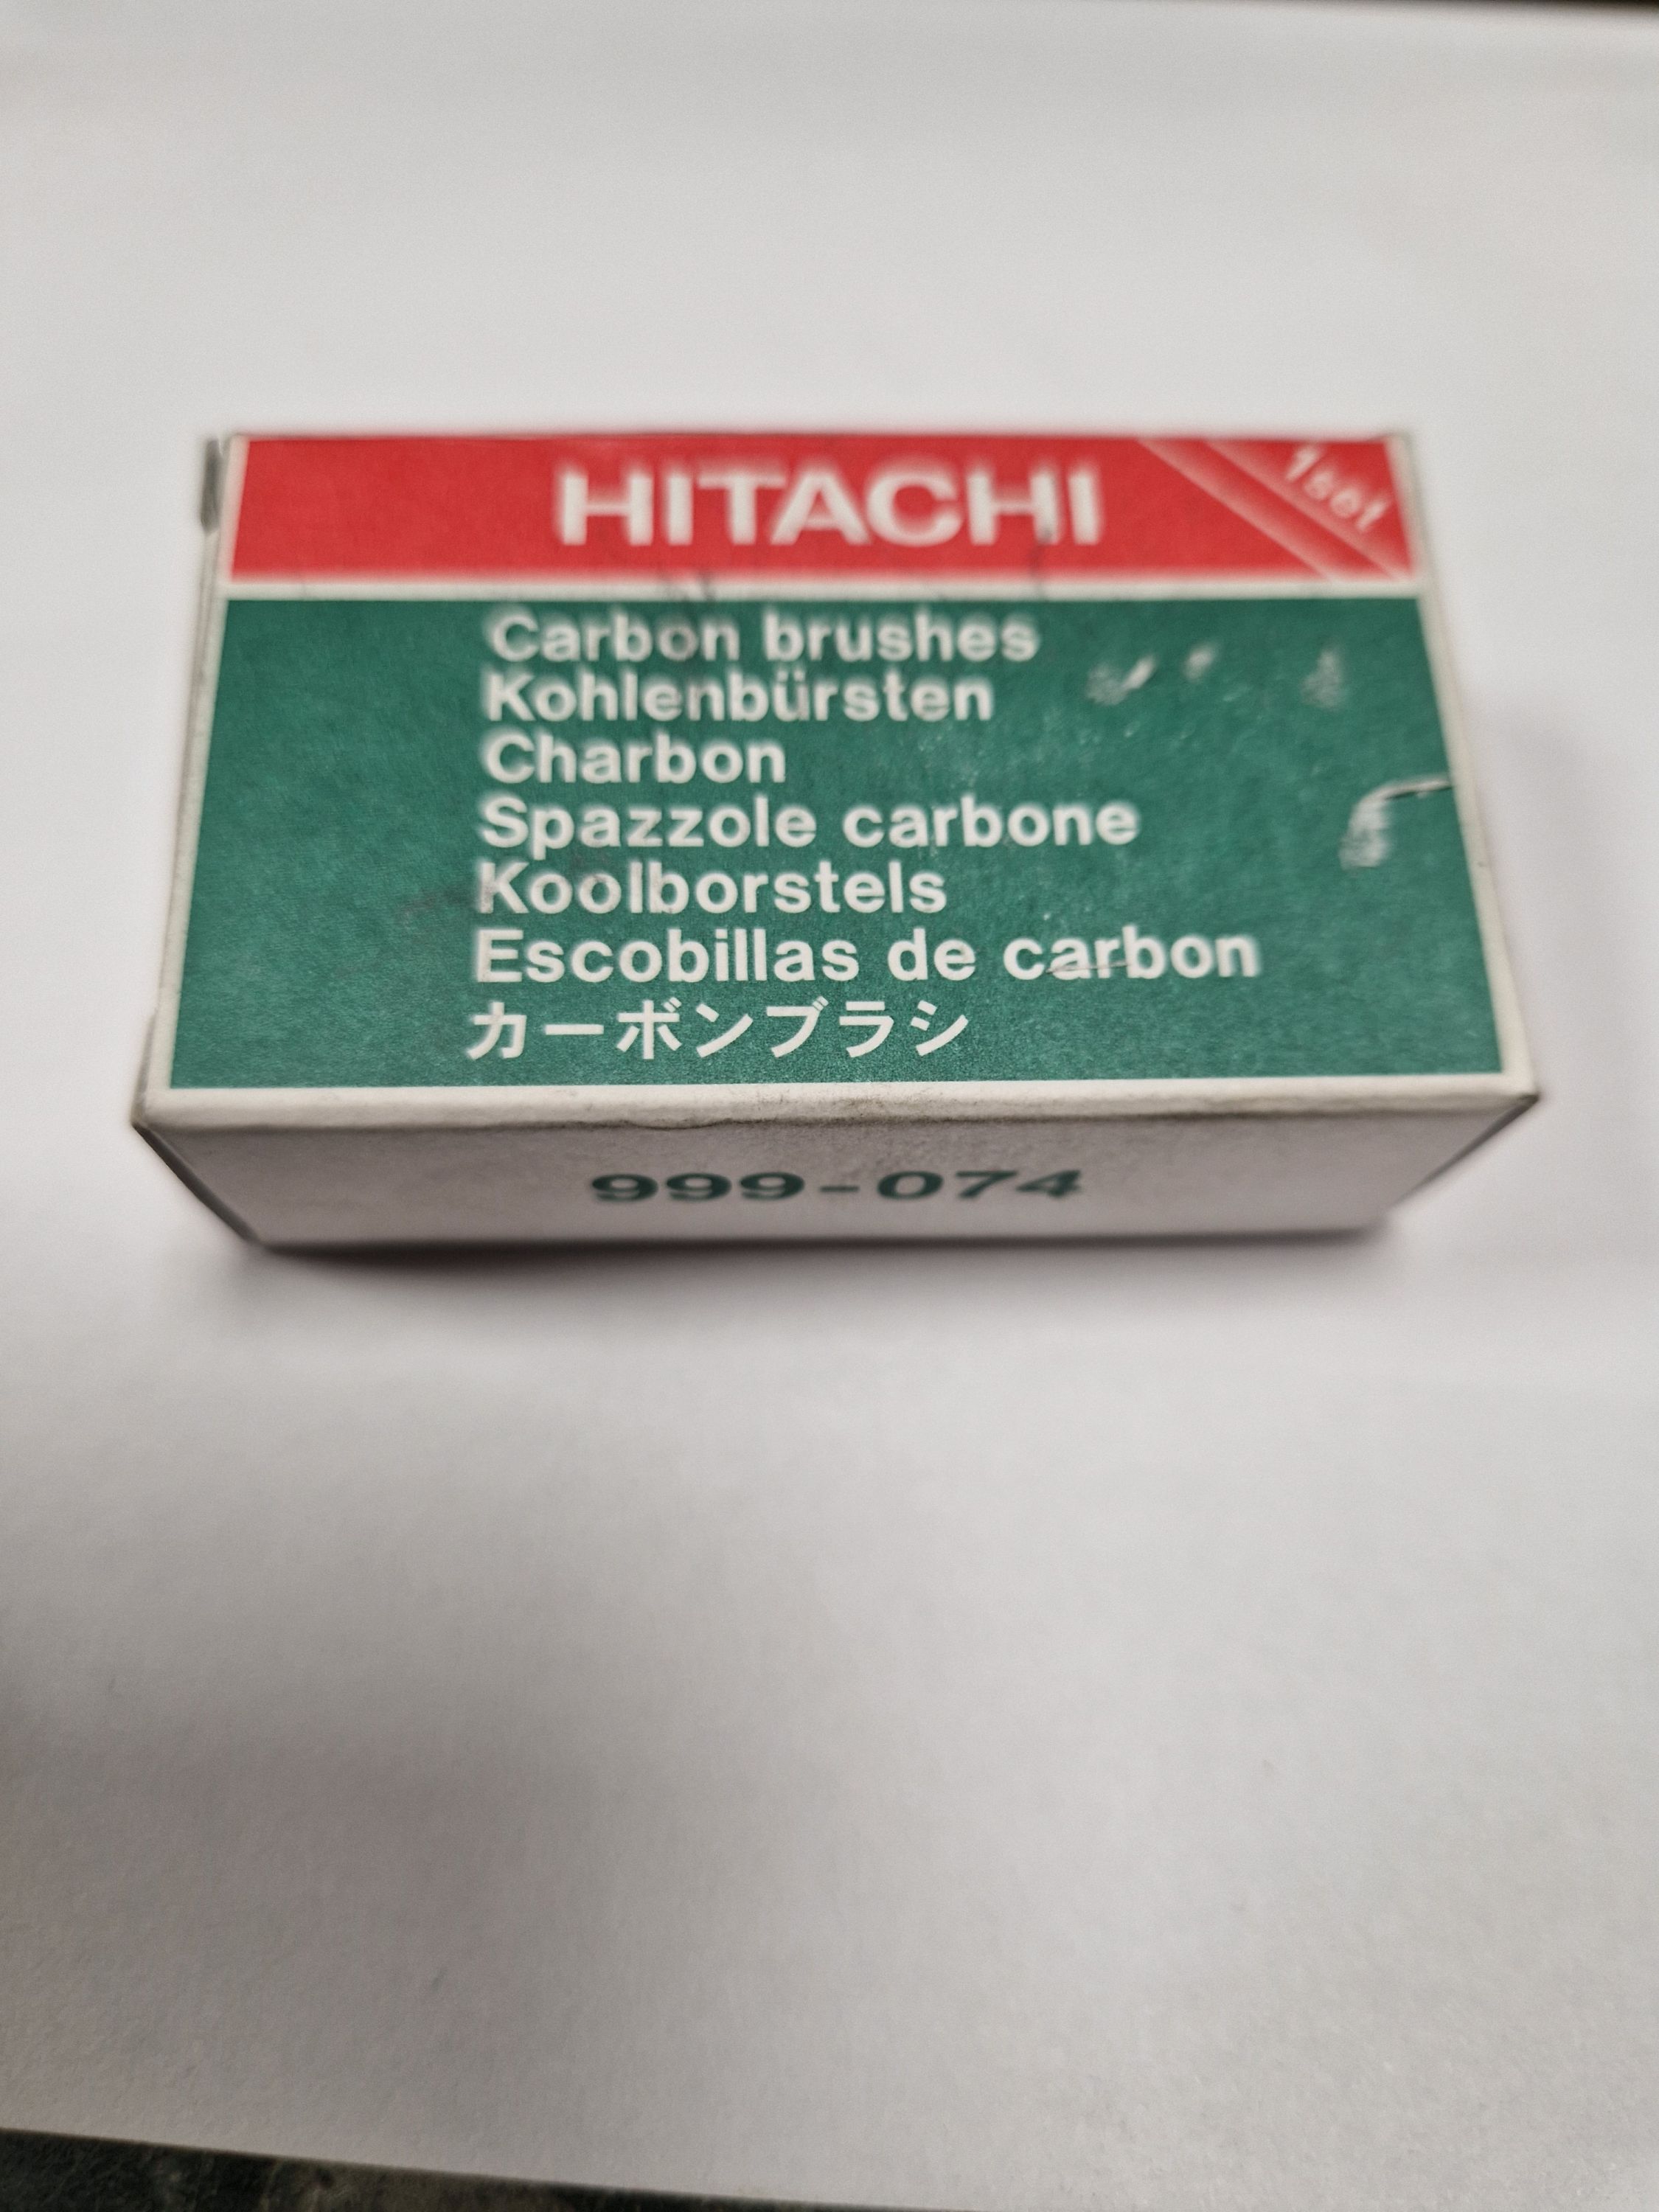 HITACHI
1set
Carbon brushes
Kohlenbürsten
Charbon
Spazzole carbone
Koolborstels
Escobillas de carbon
カーボンブラシ
999-074